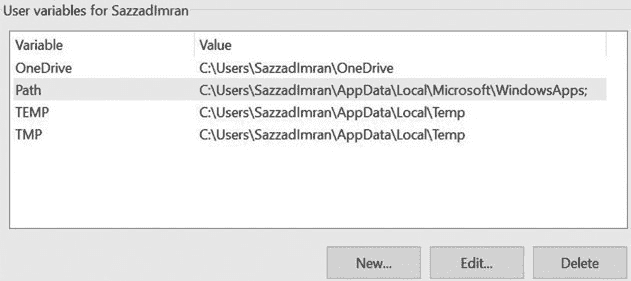 User variables for SazzadImran
Variable Value
OneDrive C:\Users\SazzadImran\OneDrive
Path C:\Users\SazzadImran\AppData\Local\Microsoft\WindowsApps;
TEMP C:\Users\SazzadImran\AppData\Local\Temp
TMP C:\Users\SazzadImran\AppData\Local\Temp
New... Edit... Delete